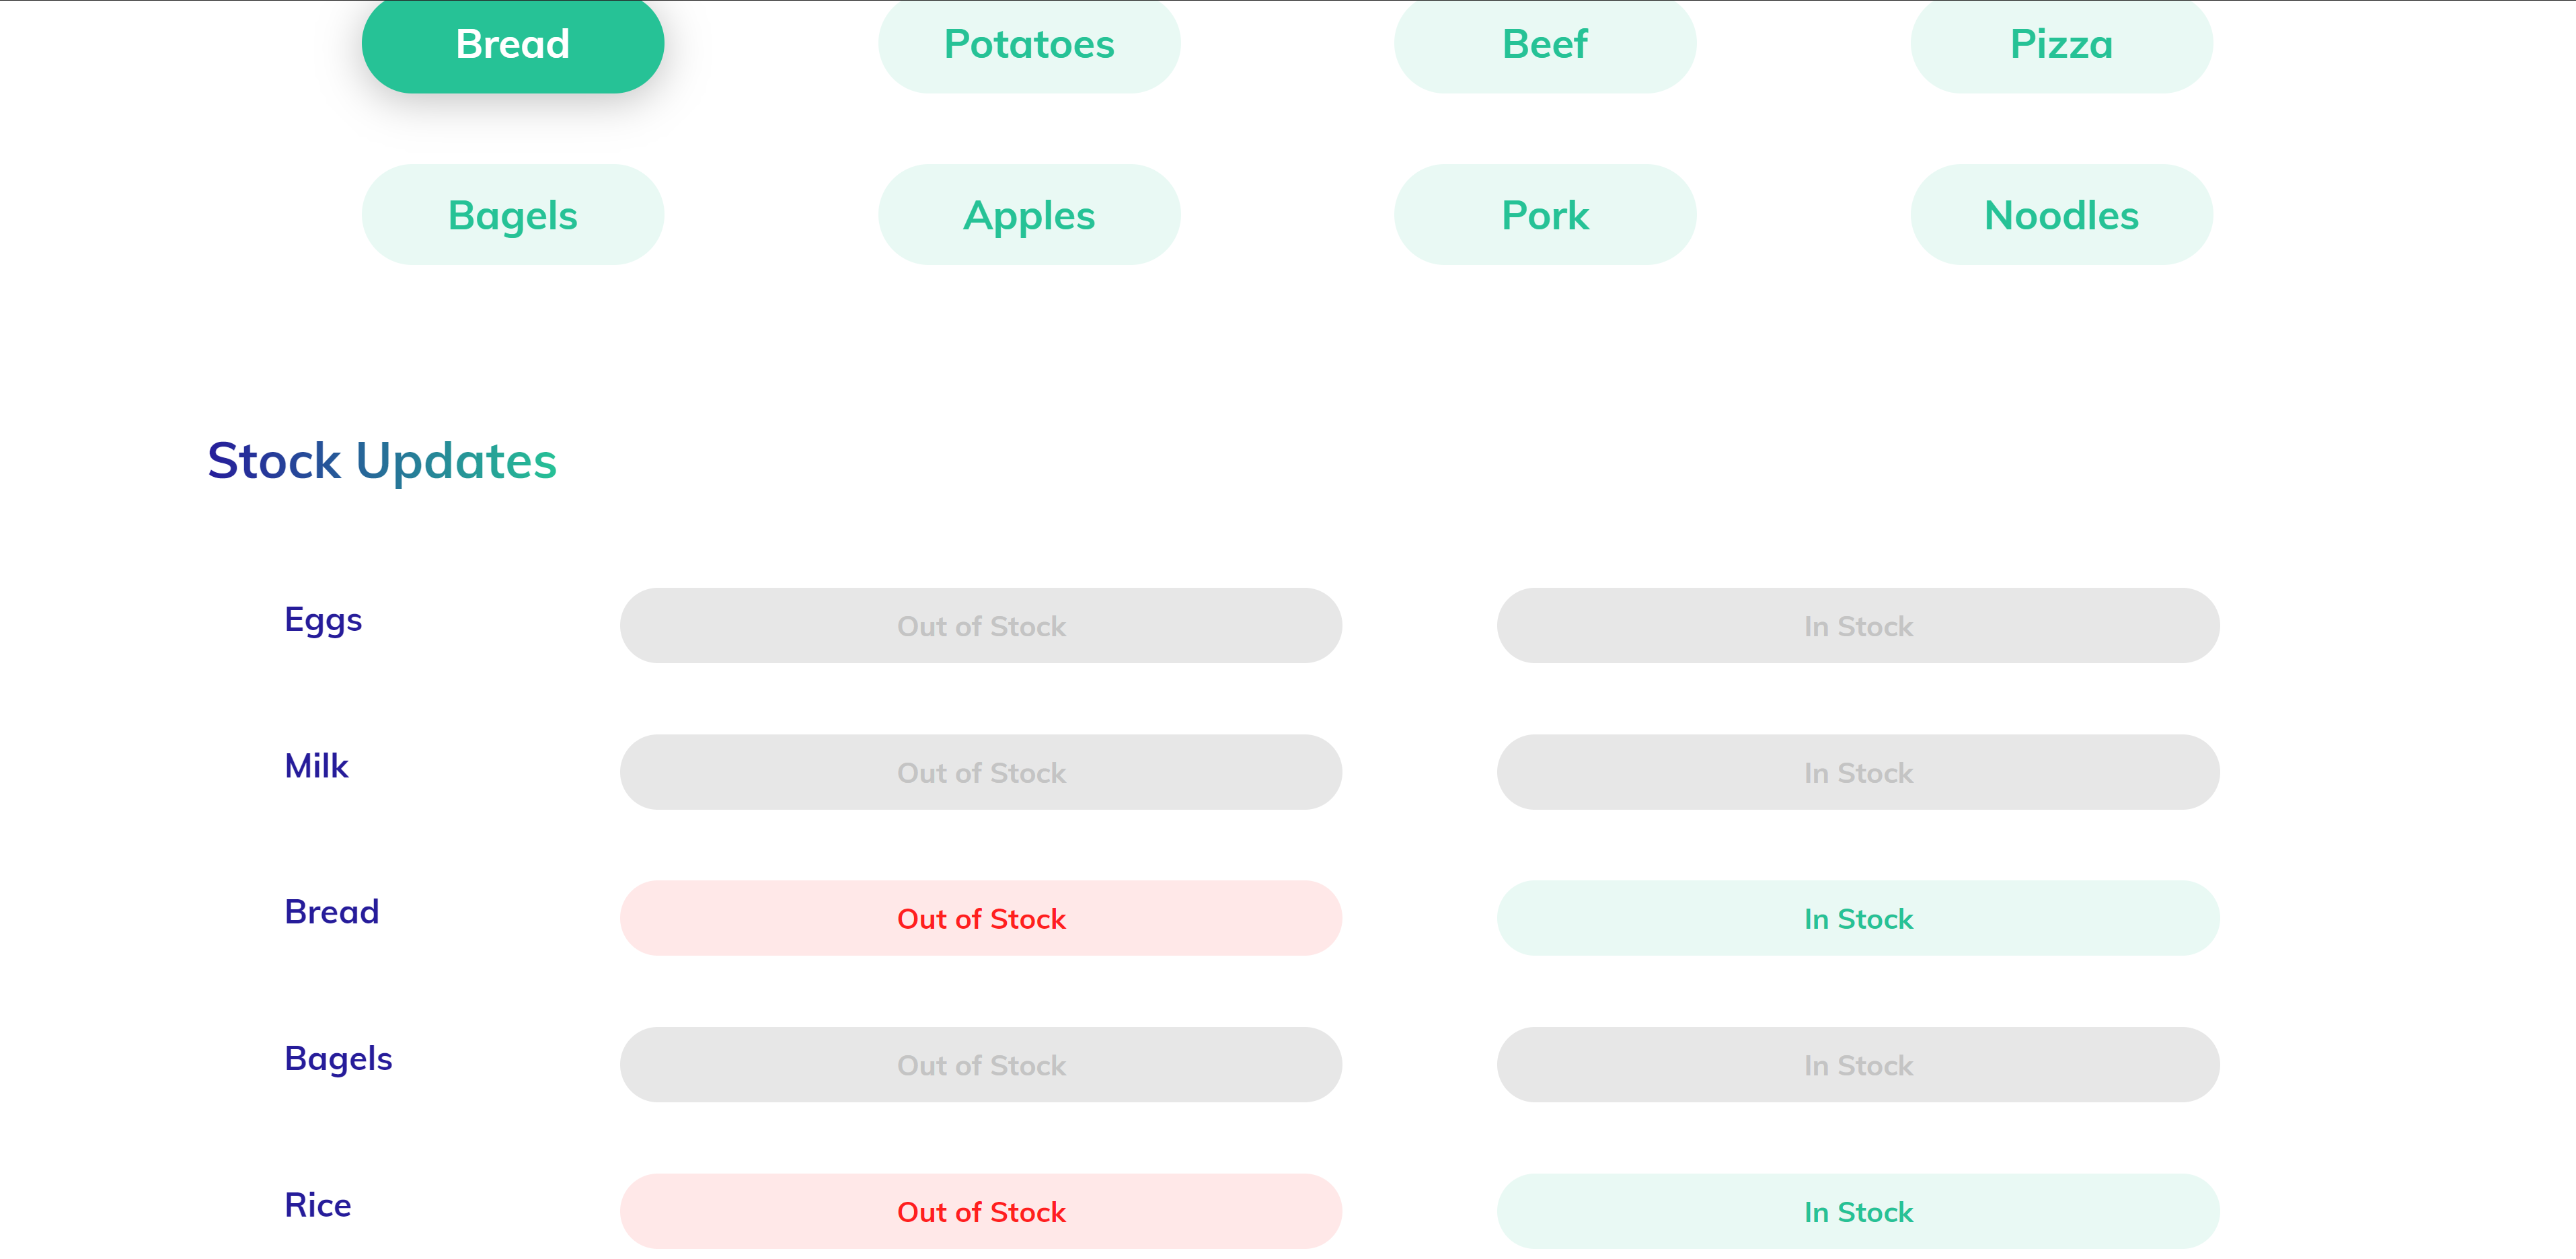 Bread Potatoes Beef Pizza
Bagels Apples Pork Noodles
Stock Updates
Eggs Out of Stock In Stock
Milk Out of Stock In Stock
Bread Out of Stock In Stock
Bagels Out of Stock In Stock
Rice Out of Stock In Stock